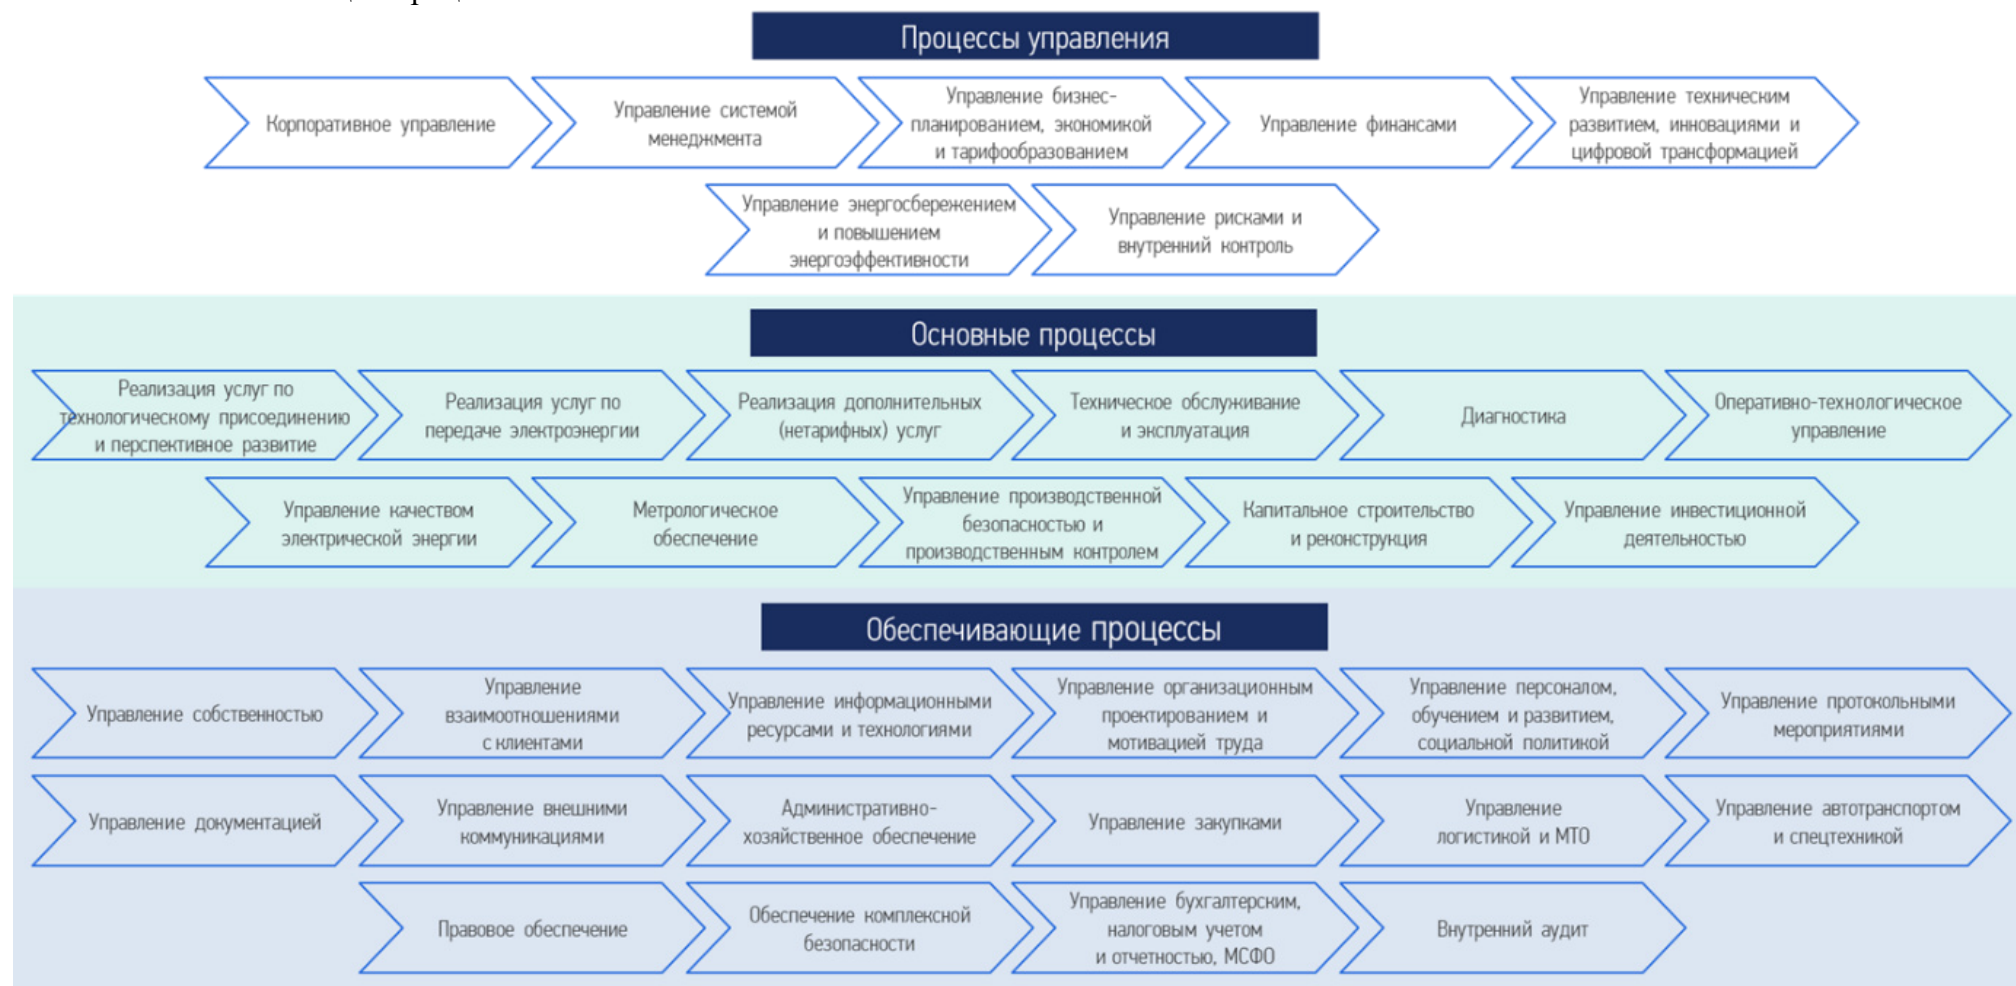 Процессы управления
Корпоративное управление
Управление системой
менеджмента
Управление бизнес-
планированием, экономикой
и тарифообразованием
Управление финансами
Управление техническим
развитием, инновациями и
цифровой трансформацией
Управление энергосбережением
и повышением
энергоэффективности
Управление рисками и
внутренний контроль
Основные процессы
Реализация услуг по
технологическому присоединению
и перспективное развитие
Реализация услуг по
передаче электроэнергии
Реализация дополнительных
(нетарифных) услуг
Техническое обслуживание
и эксплуатация
Диагностика
Оперативно-технологическое
управление
Управление качеством
электрической энергии
Метрологическое
обеспечение
Управление производственной
безопасностью и
производственным контролем
Капитальное строительство
и реконструкция
Управление инвестиционной
деятельностью
Обеспечивающие процессы
Управление собственностью
Управление
взаимоотношениями
с клиентами
Управление информационными
ресурсами и технологиями
Управление организационным
проектированием и
мотивацией труда
Управление персоналом,
обучением и развитием,
социальной политикой
Управление протокольными
мероприятиями
Управление документацией
Управление внешними
коммуникациями
Административно-
хозяйственное обеспечение
Управление закупками
Управление
логистикой и МТО
Управление автотранспортом
и спецтехникой
Правовое обеспечение
Обеспечение комплексной
безопасности
Управление бухгалтерским,
налоговым учетом
и отчетностью, МСФО
Внутренний аудит